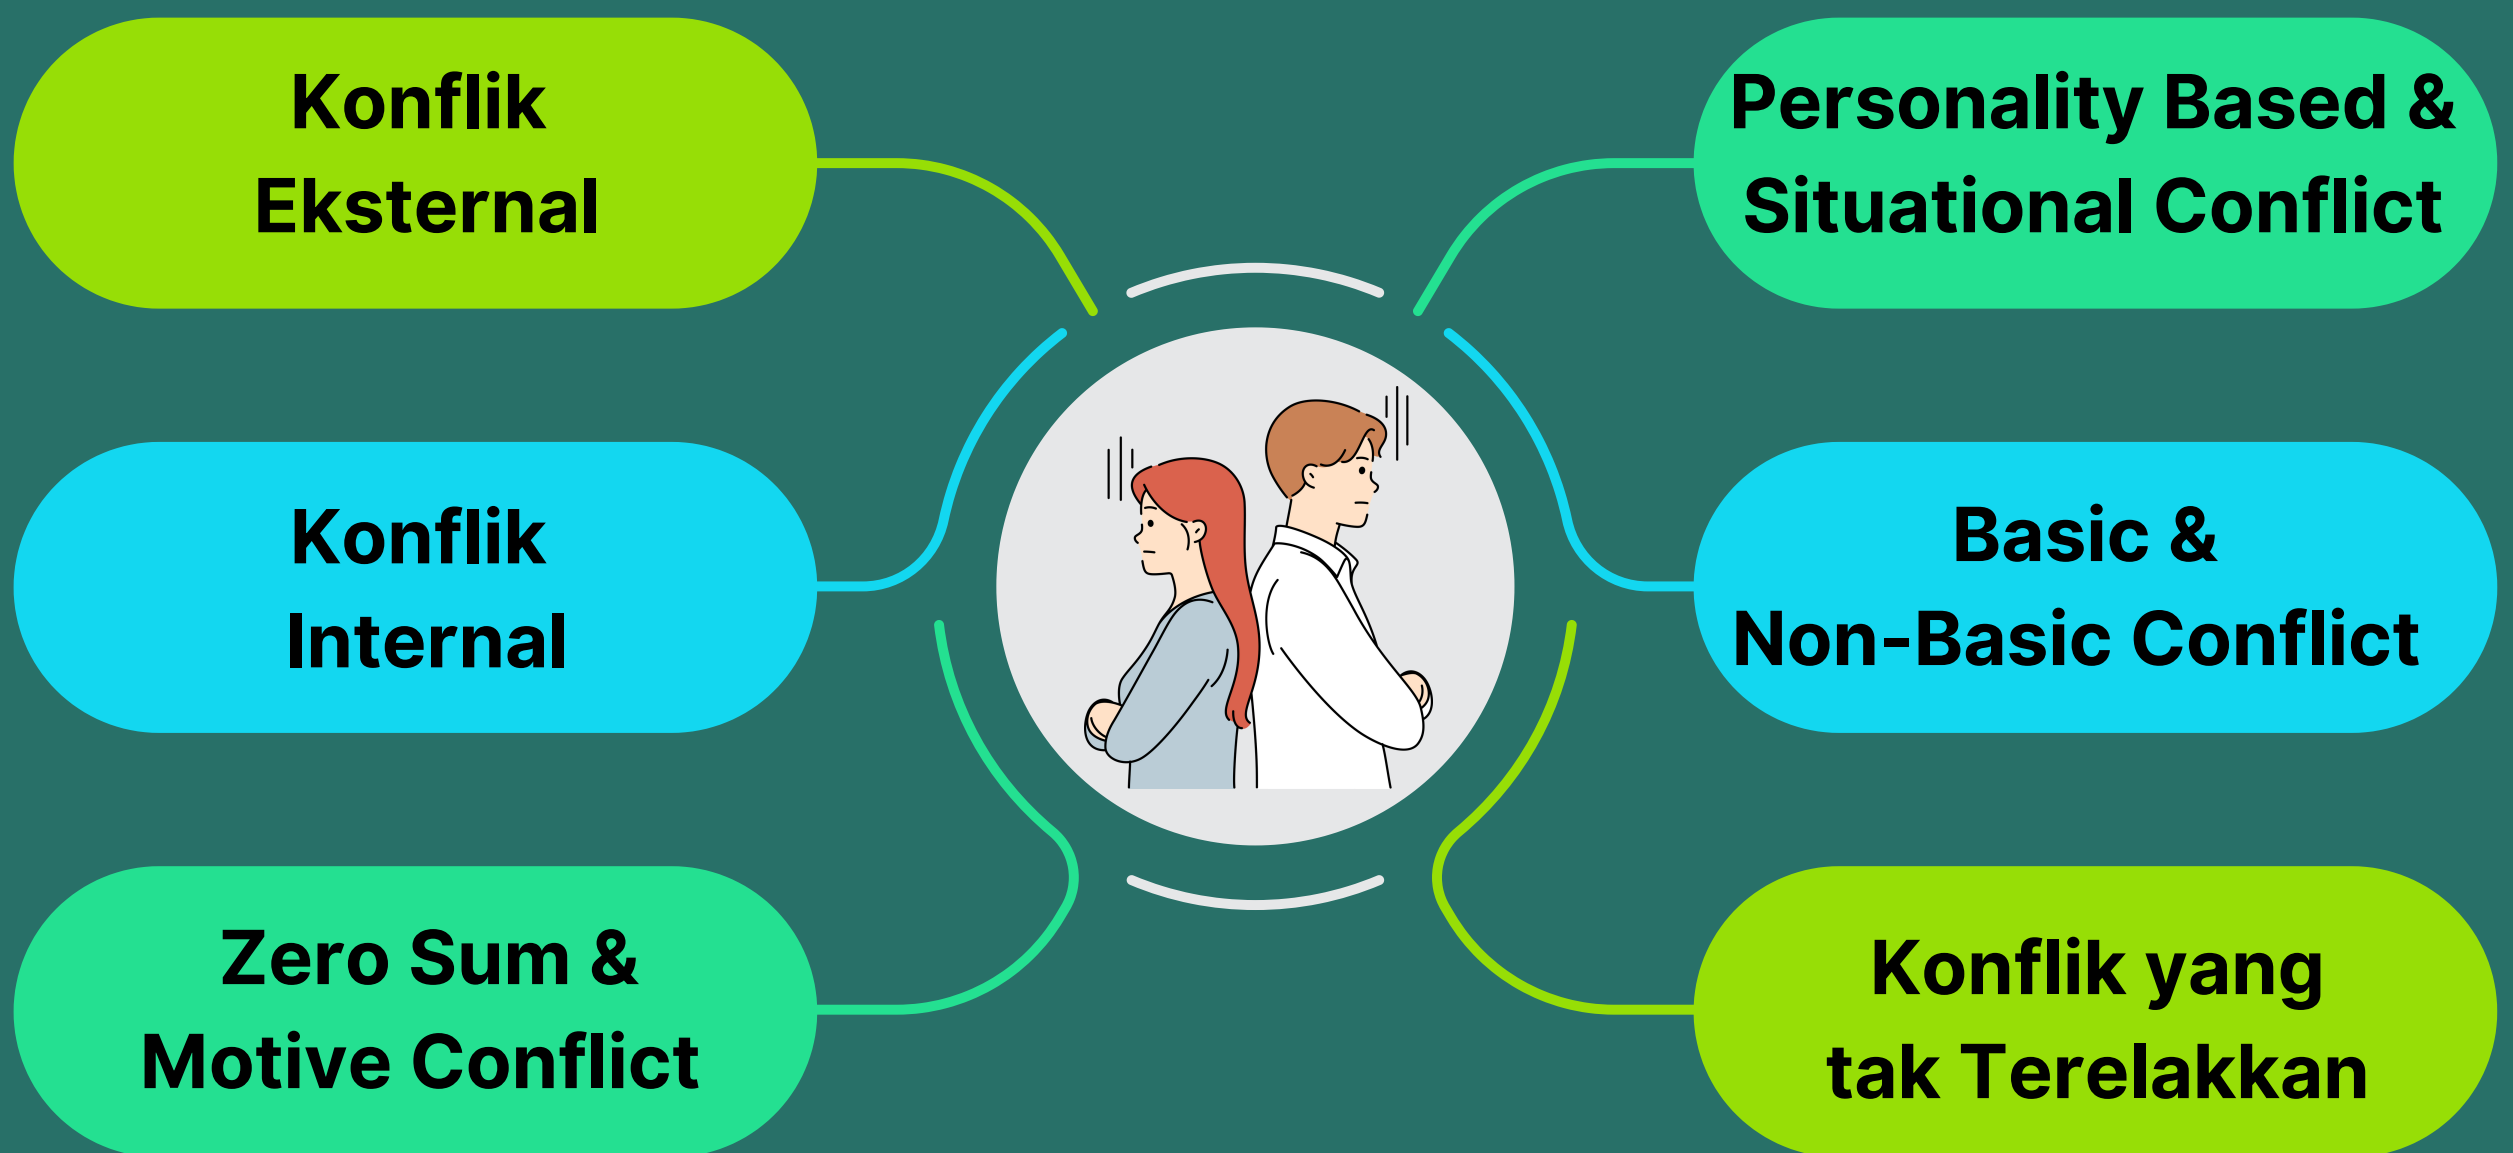 Konflik
Eksternal
Konflik
Internal
Zero Sum &
Motive Conflict
Personality Based &
Situational Conflict
Basic &
Non-Basic Conflict
Konflik yang
tak Terelakkan